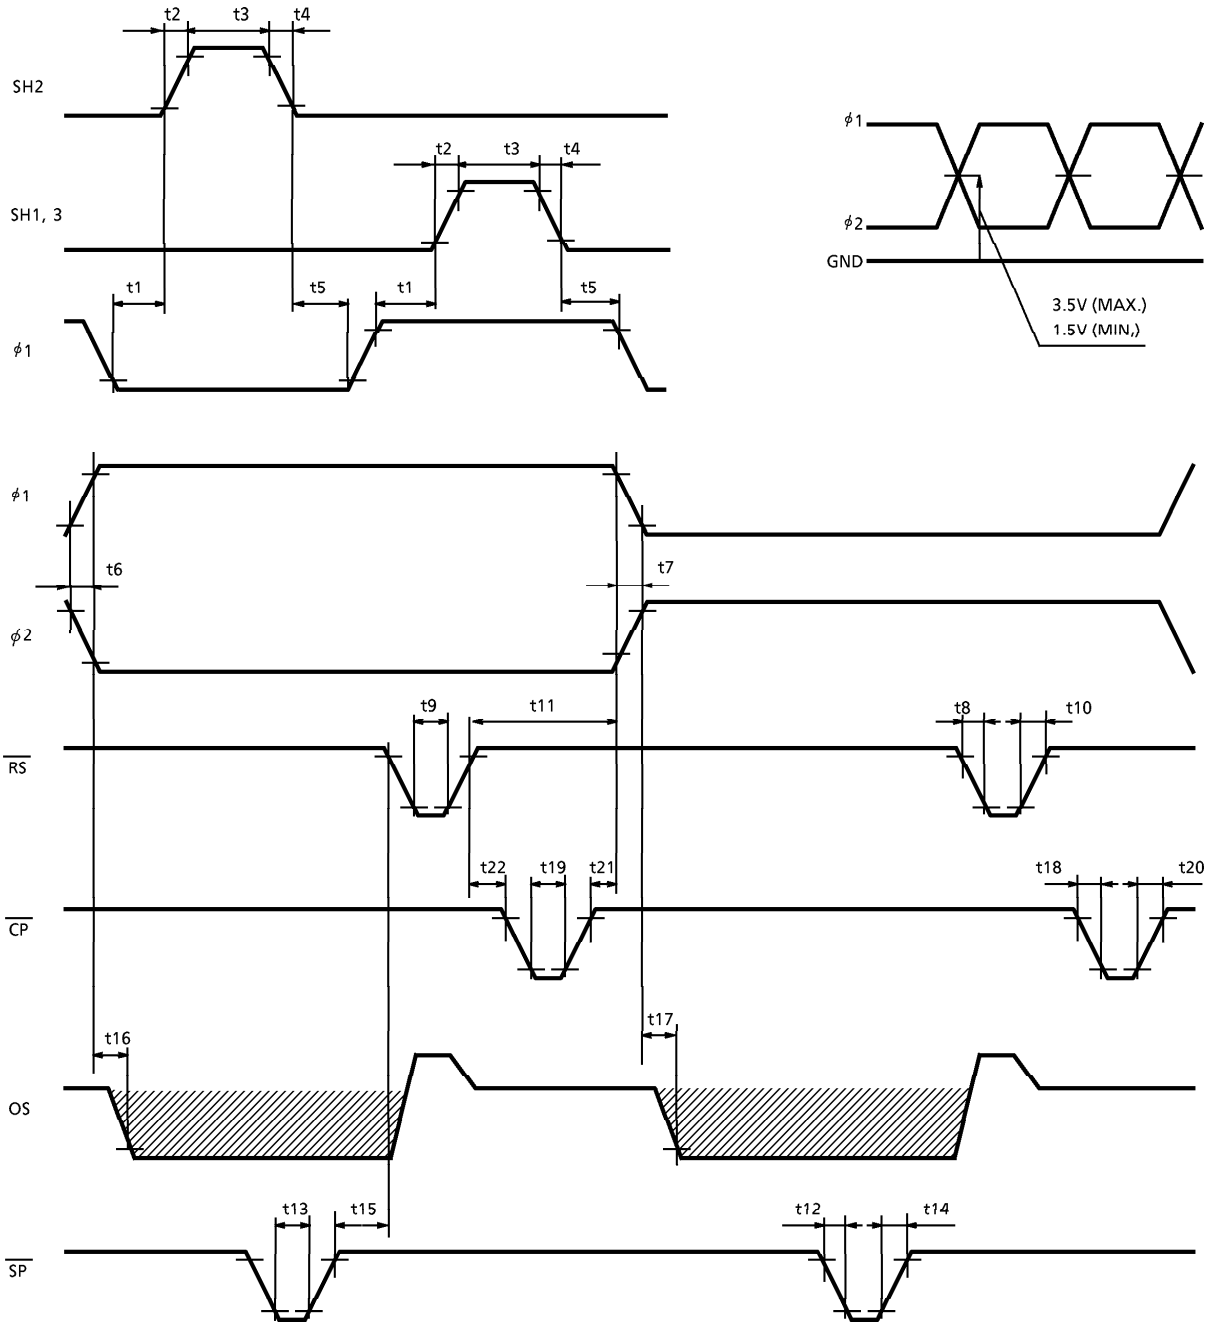 t2 t3 t4
SH2
t2 t3 t4
SH1, 3
t1 t5 t1 t5
ϕ1
ϕ1
ϕ2
GND
3.5V (MAX.)
1.5V (MIN,)
ϕ1
t6 t7
ϕ2
t9 t11 t8 t10
RS
t22 t19 t21 t18 t20
CP
t16 t17
OS
t13 t15 t12 t14
SP